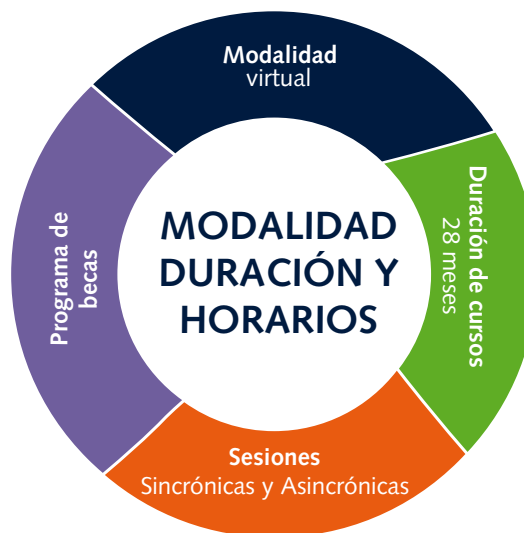 Modalidad
virtual
Duración de cursos
28 meses
MODALIDAD
DURACIÓN Y
HORARIOS
Programa de
becas
Sesiones
Sincrónicas y Asincrónicas